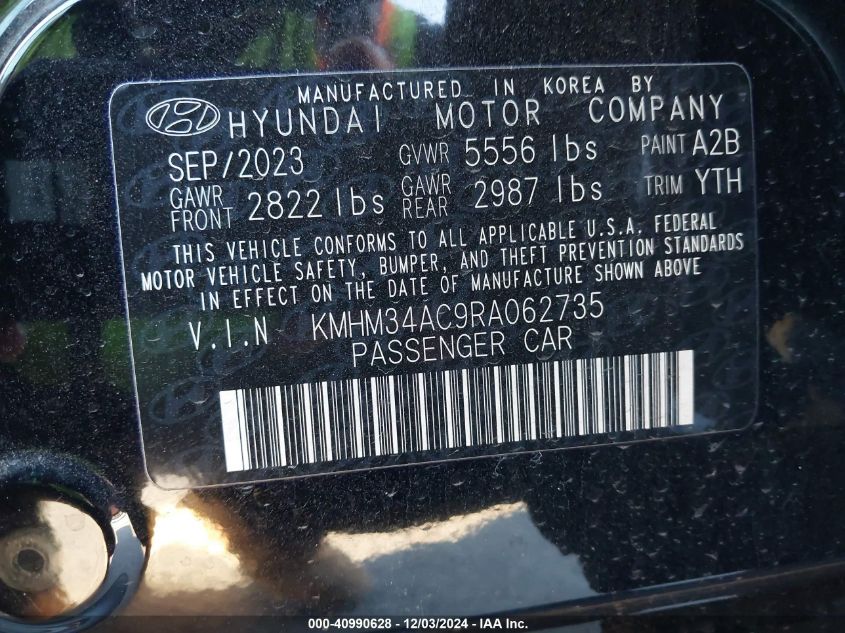 MANUFACTURED IN KOREA BY
HYUNDAI MOTOR COMPANY
SEP/2023 GVWR 5556 lbs PAINT A2B
GAWR FRONT 2822 lbs GAWR REAR 2987 lbs TRIM YTH
THIS VEHICLE CONFORMS TO ALL APPLICABLE U.S.A. FEDERAL
MOTOR VEHICLE SAFETY, BUMPER, AND THEFT PREVENTION STANDARDS
IN EFFECT ON THE DATE OF MANUFACTURE SHOWN ABOVE
V.I.N KMHM34AC9RA062735
PASSENGER CAR
000-40990628 - 12/03/2024 - IAA Inc.